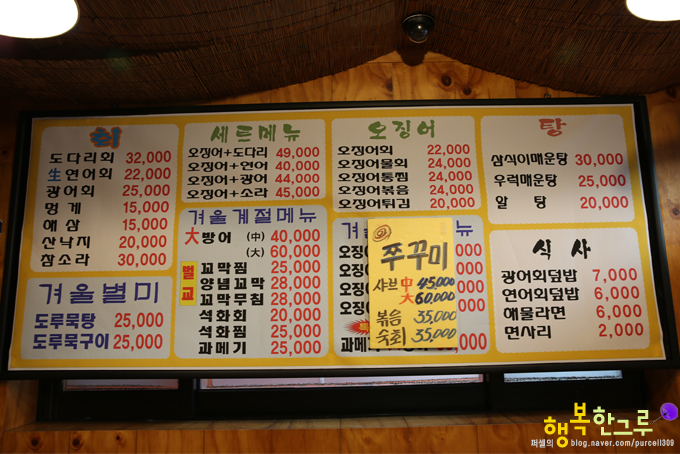 회
도다리회 32,000
生연어회 22,000
광어회 25,000
멍게 15,000
해삼 15,000
산낙지 20,000
참소라 30,000
겨울별미
도루묵탕 25,000
도루묵구이 25,000
세트메뉴
오징어+도다리 49,000
오징어+연어 40,000
오징어+광어 44,000
오징어+소라 45,000
겨울계절메뉴
大방어 (中) 40,000
(大) 60,000
벌교
꼬막찜 25,000
양념꼬막 28,000
꼬막무침 28,000
석화회 20,000
석화찜 25,000
과메기 25,000
오징어
오징어회 22,000
오징어물회 24,000
오징어통찜 24,000
오징어볶음 24,000
오징어튀김 20,000
겨울
쭈꾸미
샤브 中 45,000
大 60,000
볶음 35,000
숙회 35,000
탕
삼식이매운탕 30,000
우럭매운탕 25,000
알탕 20,000
식사
광어회덮밥 7,000
연어회덮밥 6,000
해물라면 6,000
면사리 2,000
행복한그루
퍼셀의 blog.naver.com/purcell309